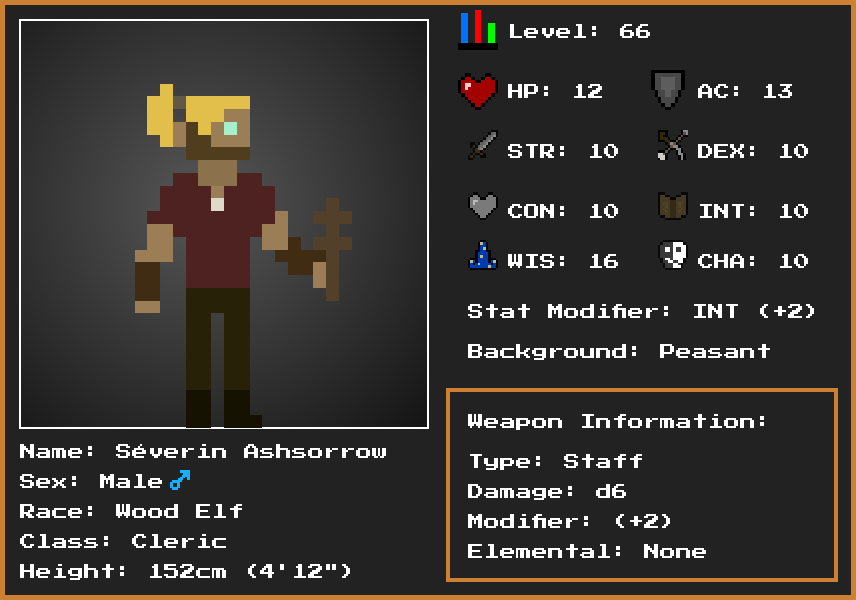 Level: 66
HP: 12
AC: 13
STR: 10
DEX: 10
CON: 10
INT: 10
WIS: 16
CHA: 10
Stat Modifier: INT (+2)
Background: Peasant
Weapon Information:
Type: Staff
Damage: d6
Modifier: (+2)
Elemental: None
Name: Séverin Ashsorrow
Sex: Male♂
Race: Wood Elf
Class: Cleric
Height: 152cm (4'12")